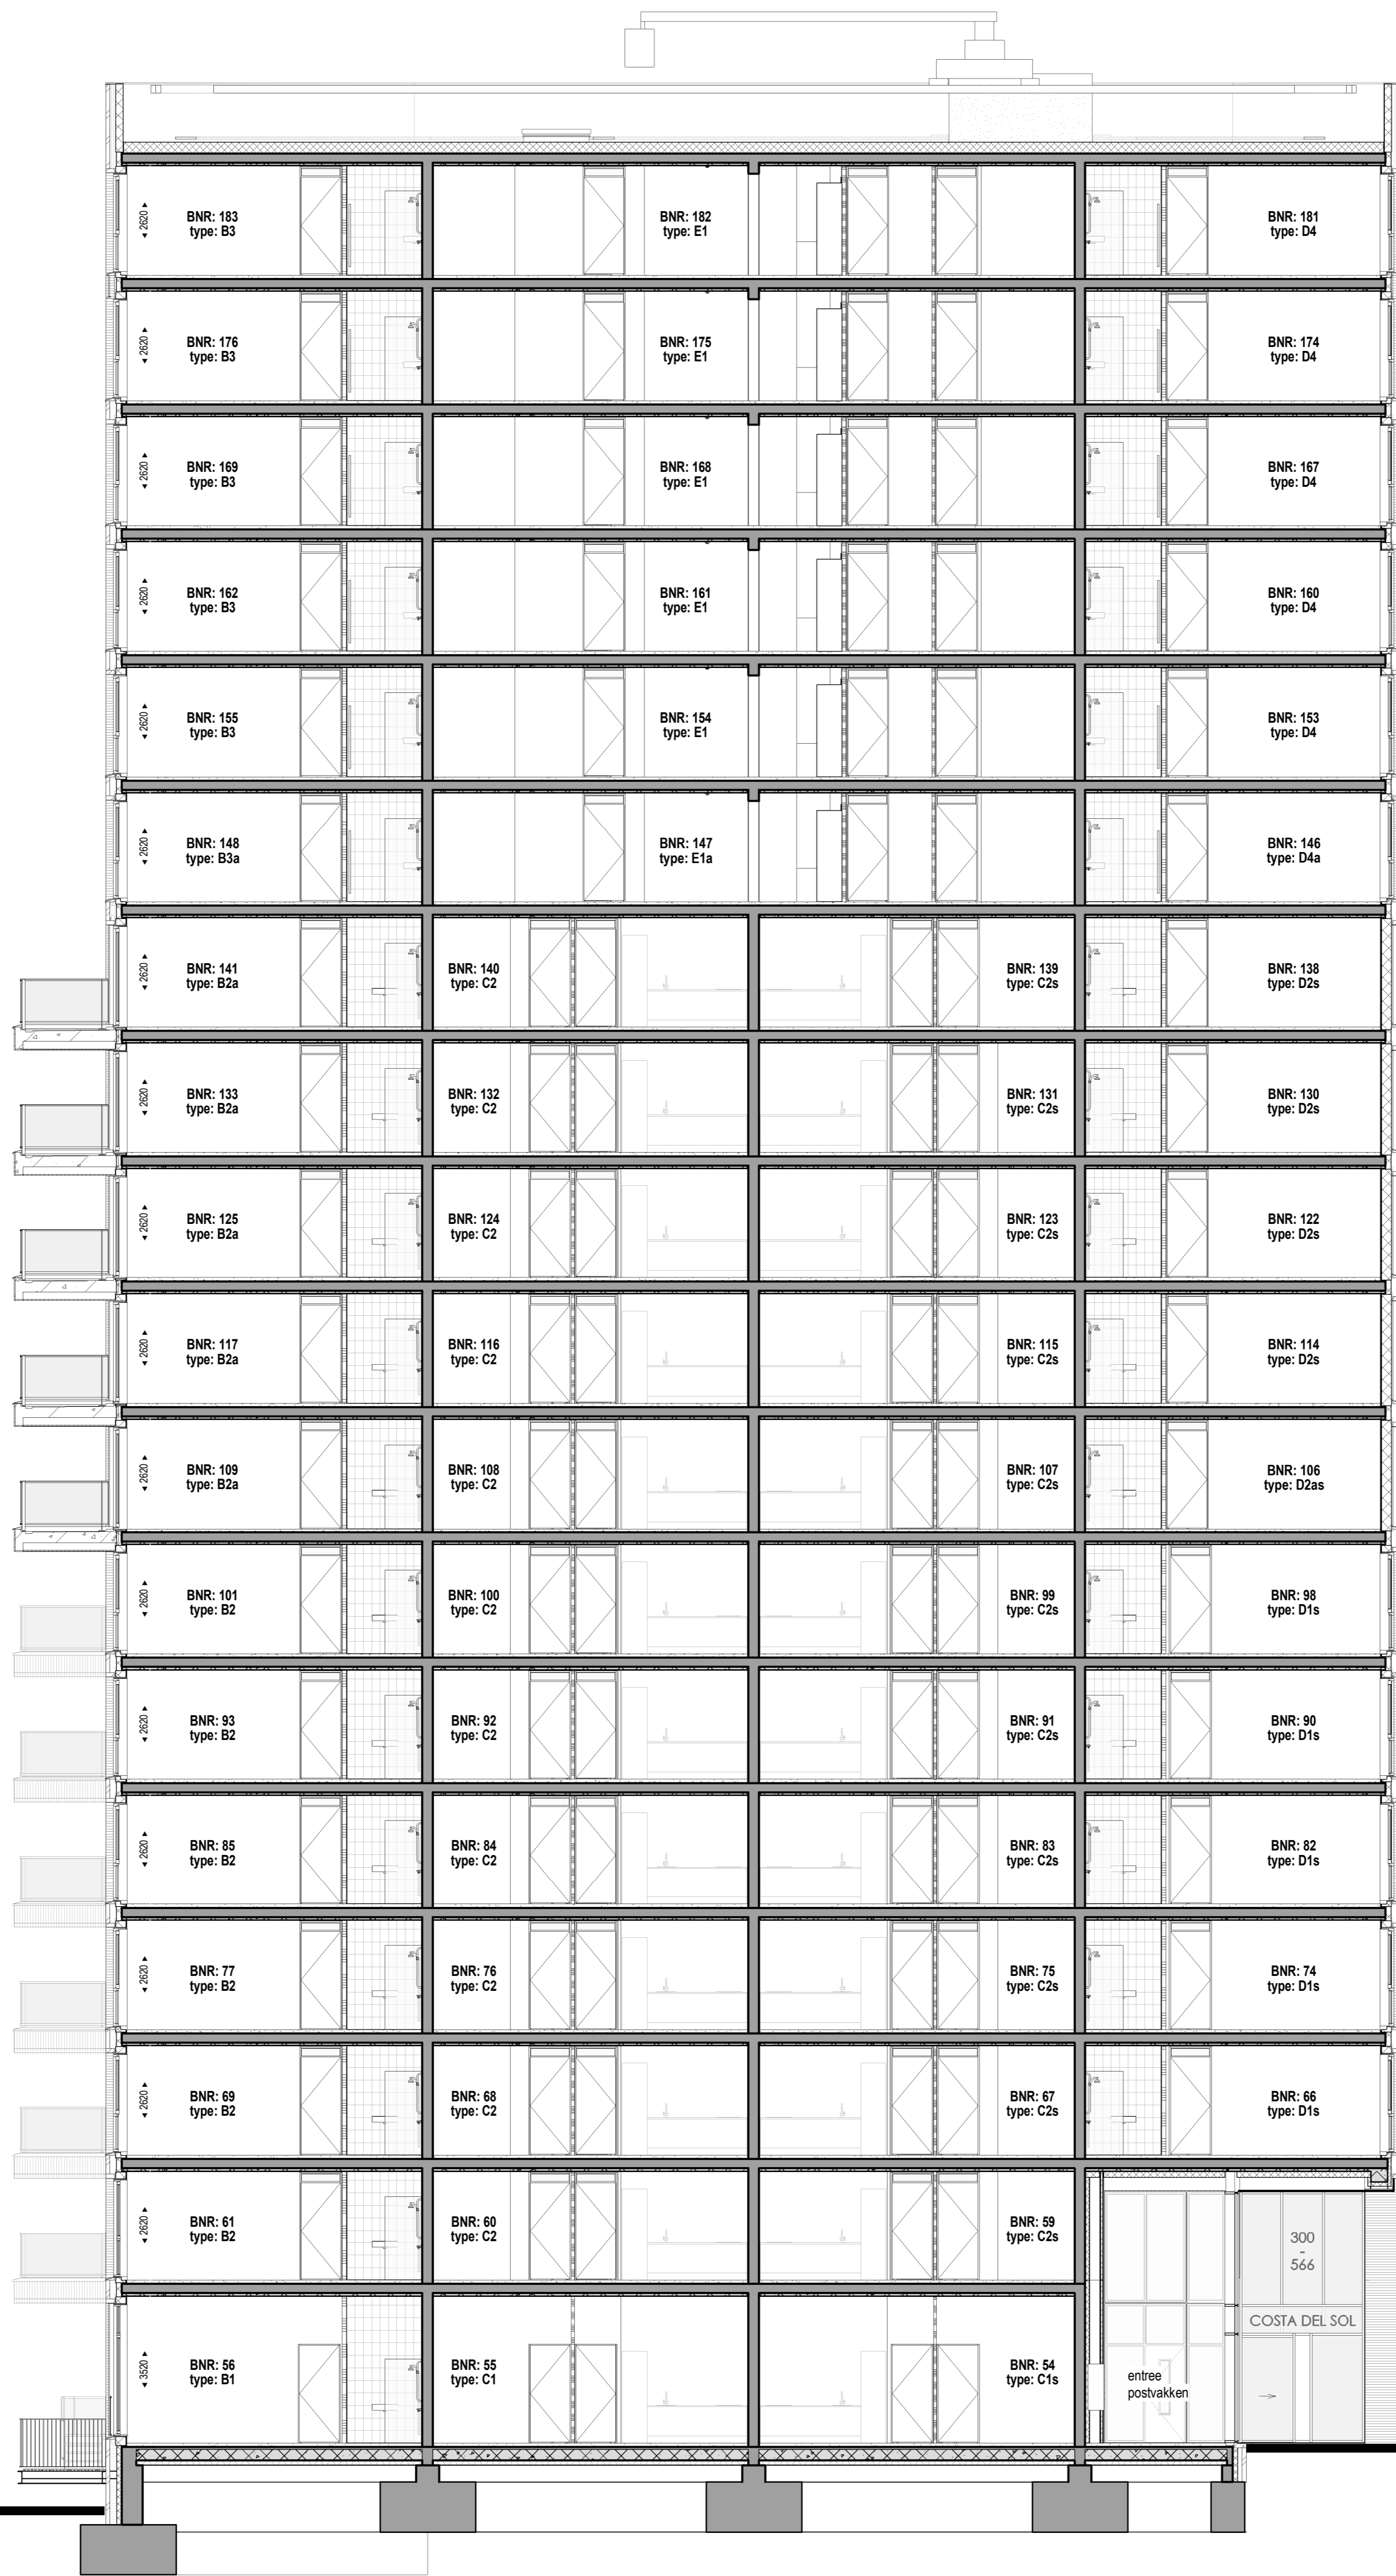 2620
BNR: 183
type: B3
BNR: 182
type: E1
BNR: 181
type: D4
2620
BNR: 176
type: B3
BNR: 175
type: E1
BNR: 174
type: D4
2620
BNR: 169
type: B3
BNR: 168
type: E1
BNR: 167
type: D4
2620
BNR: 162
type: B3
BNR: 161
type: E1
BNR: 160
type: D4
2620
BNR: 155
type: B3
BNR: 154
type: E1
BNR: 153
type: D4
2620
BNR: 148
type: B3a
BNR: 147
type: E1a
BNR: 146
type: D4a
2620
BNR: 141
type: B2a
BNR: 140
type: C2
BNR: 139
type: C2s
BNR: 138
type: D2s
2620
BNR: 133
type: B2a
BNR: 132
type: C2
BNR: 131
type: C2s
BNR: 130
type: D2s
2620
BNR: 125
type: B2a
BNR: 124
type: C2
BNR: 123
type: C2s
BNR: 122
type: D2s
2620
BNR: 117
type: B2a
BNR: 116
type: C2
BNR: 115
type: C2s
BNR: 114
type: D2s
2620
BNR: 109
type: B2a
BNR: 108
type: C2
BNR: 107
type: C2s
BNR: 106
type: D2as
2620
BNR: 101
type: B2
BNR: 100
type: C2
BNR: 99
type: C2s
BNR: 98
type: D1s
2620
BNR: 93
type: B2
BNR: 92
type: C2
BNR: 91
type: C2s
BNR: 90
type: D1s
2620
BNR: 85
type: B2
BNR: 84
type: C2
BNR: 83
type: C2s
BNR: 82
type: D1s
2620
BNR: 77
type: B2
BNR: 76
type: C2
BNR: 75
type: C2s
BNR: 74
type: D1s
2620
BNR: 69
type: B2
BNR: 68
type: C2
BNR: 67
type: C2s
BNR: 66
type: D1s
2620
BNR: 61
type: B2
BNR: 60
type: C2
BNR: 59
type: C2s
300
-
566
COSTA DEL SOL
3520
BNR: 56
type: B1
BNR: 55
type: C1
BNR: 54
type: C1s
entree
postvakken